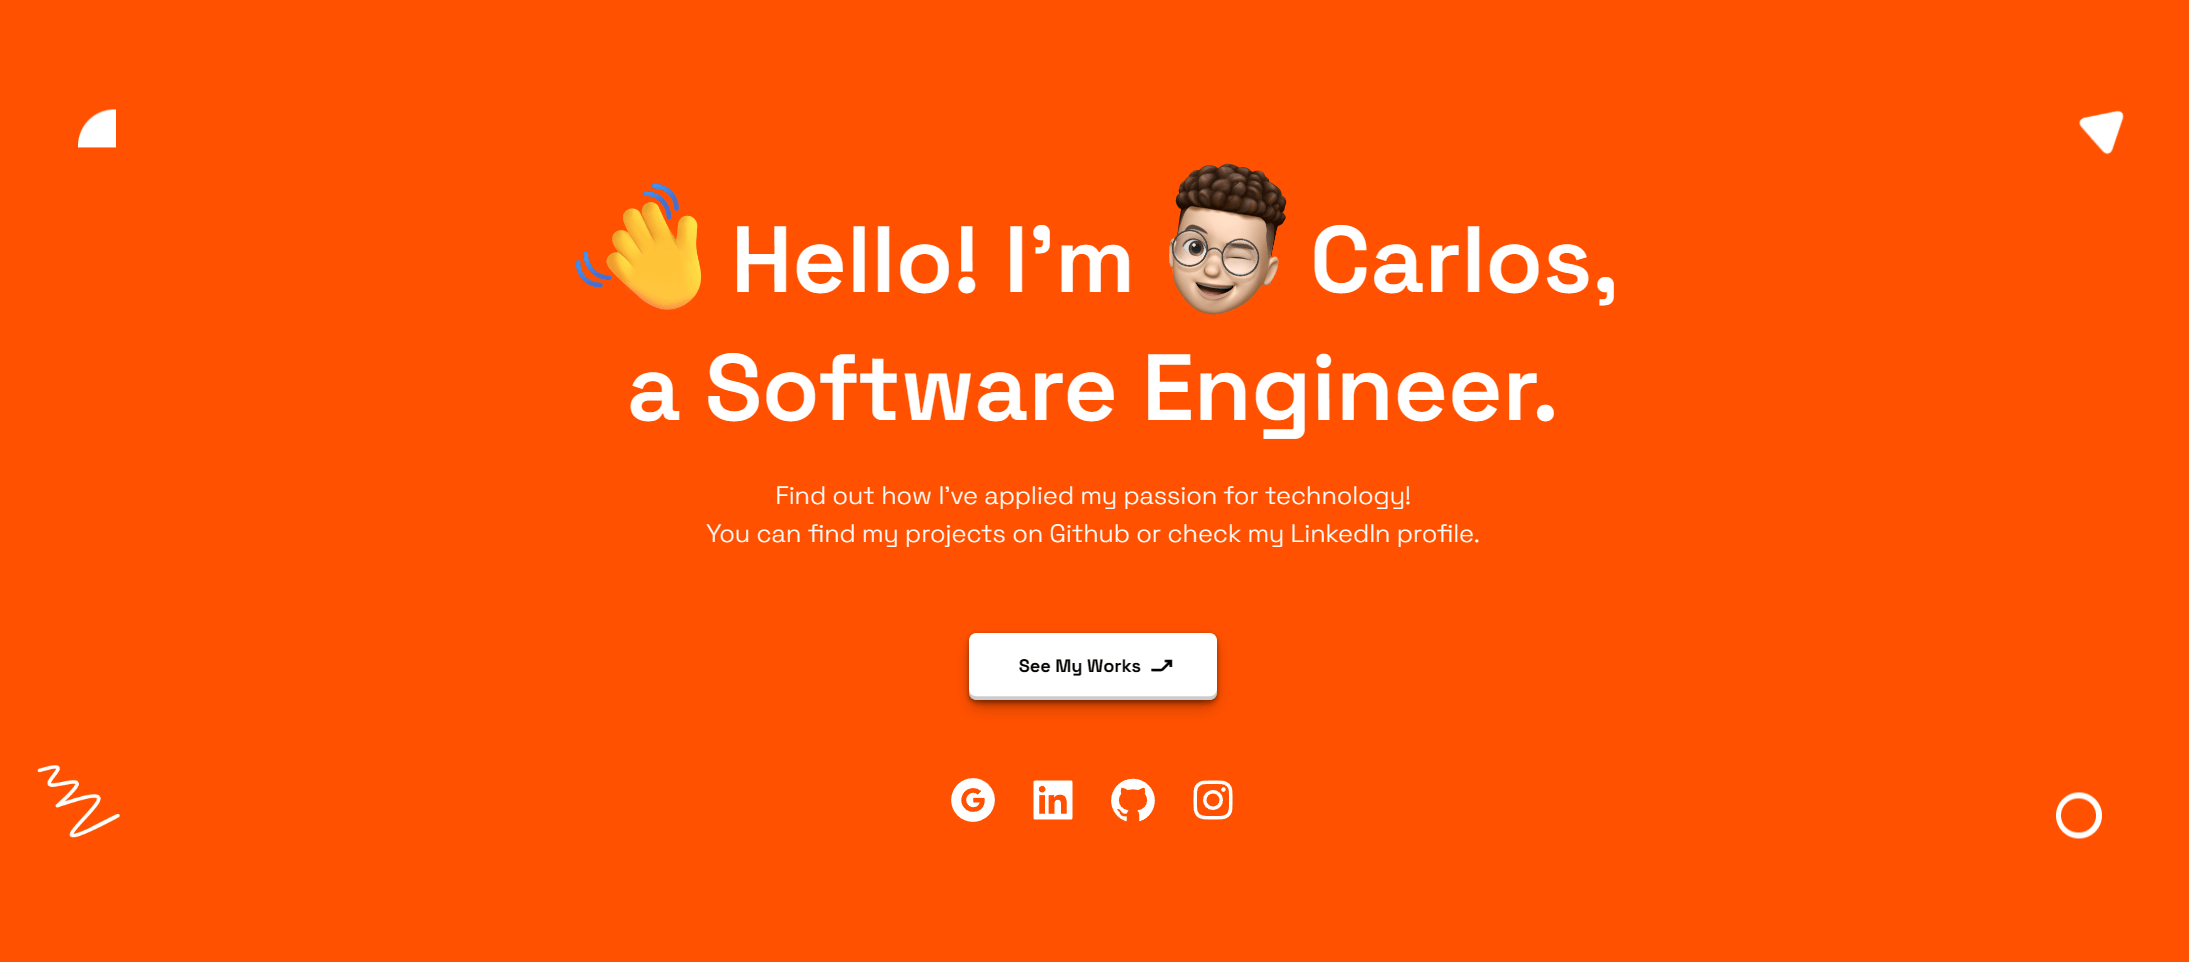 Hello! I'm Carlos,
a Software Engineer.
Find out how I've applied my passion for technology!
You can find my projects on Github or check my LinkedIn profile.
See My Works